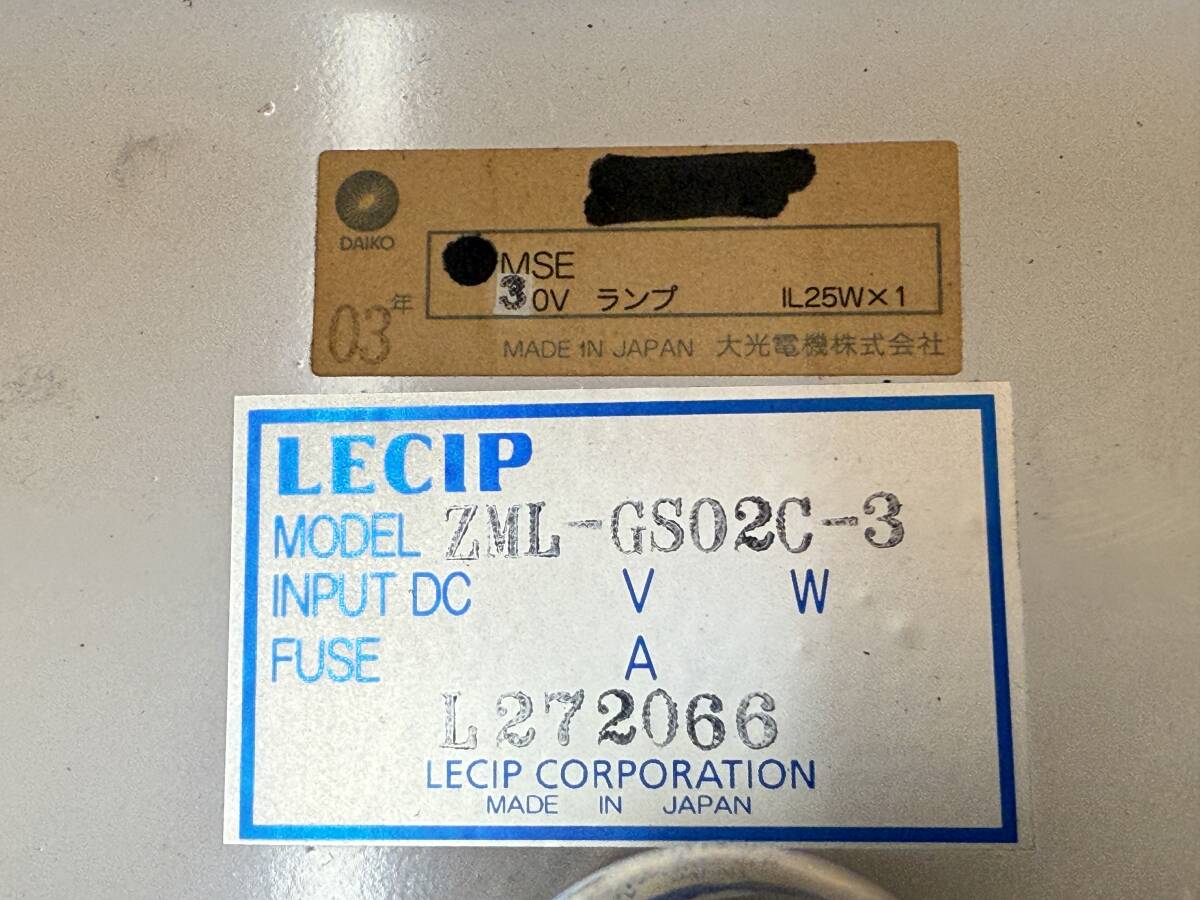 DAIKO
MSE
30V ランプ IL25W×1
03年
MADE IN JAPAN 大光電機株式会社
LECIP
MODEL ZML-GS02C-3
INPUT DC V W
FUSE A
L272066
LECIP CORPORATION
MADE IN JAPAN